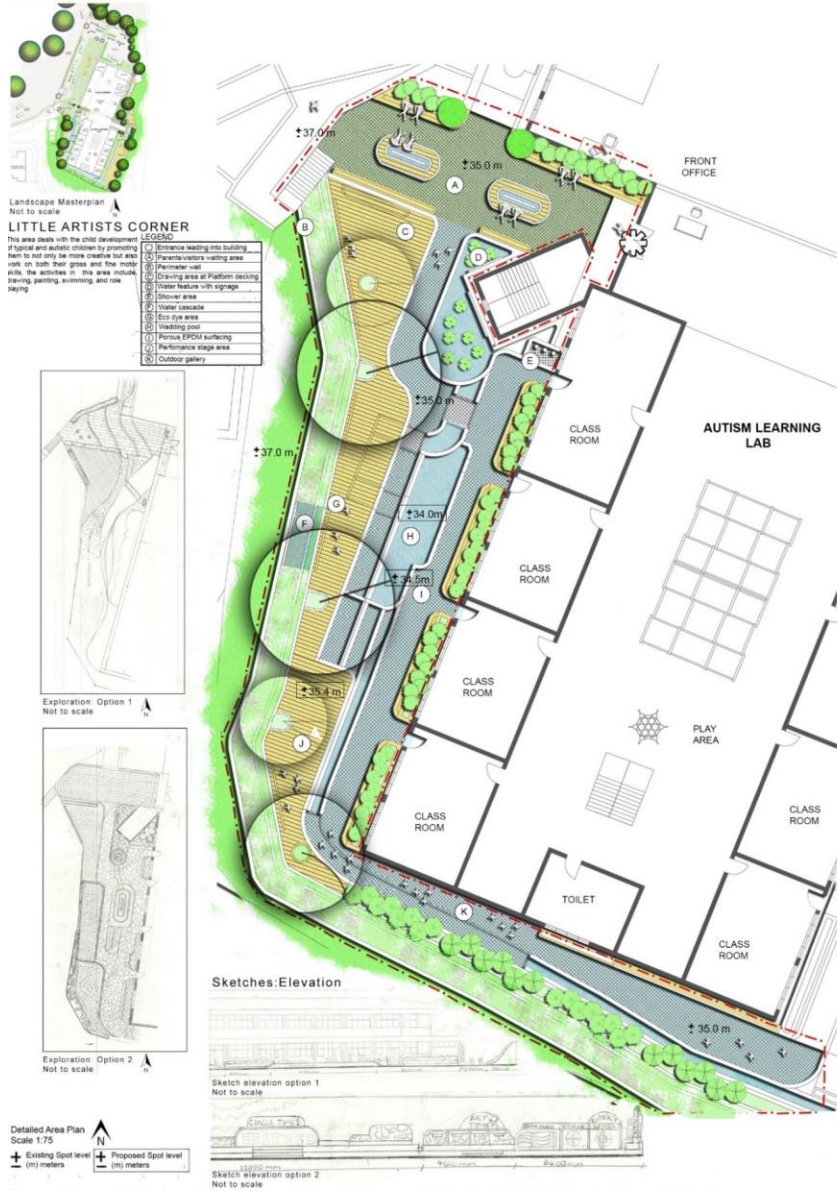 Landscape Masterplan
Not to scale
N
LITTLE ARTISTS CORNER
This area deals with the child development
of typical and autistic children by promoting
them to not only be more creative but also
work on both their gross and fine motor
skills, the activities in this area include,
drawing, painting, swimming, and role
playing
LEGEND
Entrance leading into building
A Parents/visitors waiting area
B Perimeter wall
C Drawing area at Platform decking
D Water feature with signage
E Shower area
F Water cascade
G Eco dye area
H Wadding pool
I Porous EPDM surfacing
J Perfomance stage area
K Outdoor gallery
37.0 m
35.0 m
A
FRONT
OFFICE
B
C
D
E
35.0 m
CLASS
ROOM
AUTISM LEARNING
LAB
37.0 m
G
34.0m
F
H
CLASS
ROOM
34.5m
I
CLASS
ROOM
35.4 m
J
PLAY
AREA
CLASS
ROOM
CLASS
ROOM
TOILET
K
CLASS
ROOM
35.0 m
Exploration: Option 1
Not to scale
N
Exploration: Option 2
Not to scale
N
Sketches:Elevation
Sketch elevation option 1
Not to scale
CIRCLE TIME
Sketch elevation option 2
Not to scale
Detailed Area Plan
Scale 1:75
N
Existing Spot level
(m) meters
Proposed Spot level
(m) meters